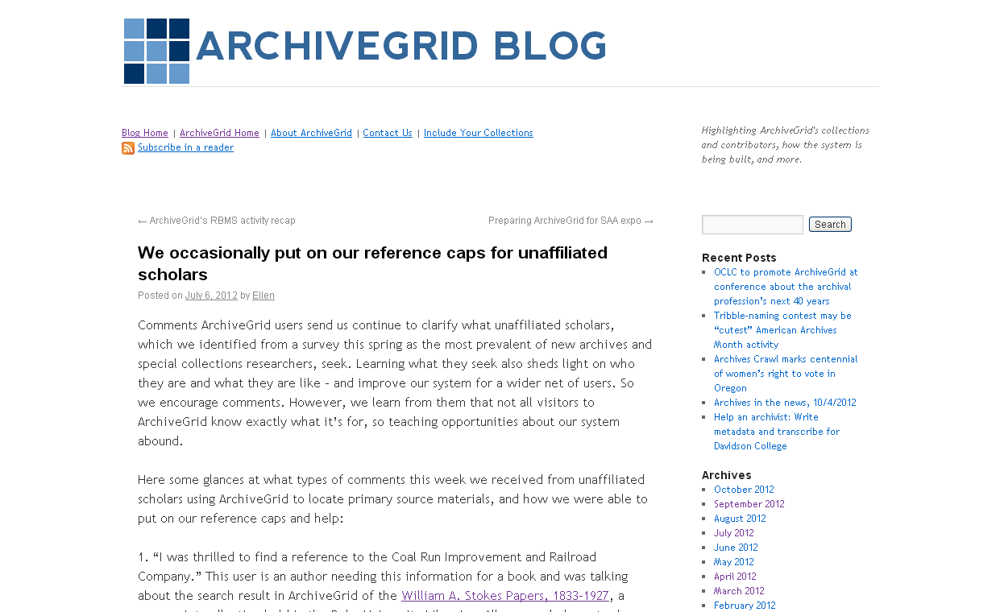 ARCHIVEGRID BLOG
Blog Home | ArchiveGrid Home | About ArchiveGrid | Contact Us | Include Your Collections
Subscribe in a reader
Highlighting ArchiveGrid's collections
and contributors, how the system is
being built, and more.
← ArchiveGrid's RBMS activity recap
Preparing ArchiveGrid for SAA expo →
We occasionally put on our reference caps for unaffiliated
scholars
Posted on July 6, 2012 by Ellen
Comments ArchiveGrid users send us continue to clarify what unaffiliated scholars,
which we identified from a survey this spring as the most prevalent of new archives and
special collections researchers, seek. Learning what they seek also sheds light on who
they are and what they are like – and improve our system for a wider net of users. So
we encourage comments. However, we learn from them that not all visitors to
ArchiveGrid know exactly what it's for, so teaching opportunities about our system
abound.
Here some glances at what types of comments this week we received from unaffiliated
scholars using ArchiveGrid to locate primary source materials, and how we were able to
put on our reference caps and help:
1. “I was thrilled to find a reference to the Coal Run Improvement and Railroad
Company.” This user is an author needing this information for a book and was talking
about the search result in ArchiveGrid of the William A. Stokes Papers, 1833-1927, a
Search
Recent Posts
OCLC to promote ArchiveGrid at
conference about the archival
profession's next 40 years
Tribble-naming contest may be
“cutest” American Archives
Month activity
Archives Crawl marks centennial
of women's right to vote in
Oregon
Archives in the news, 10/4/2012
Help an archivist: Write
metadata and transcribe for
Davidson College
Archives
October 2012
September 2012
August 2012
July 2012
June 2012
May 2012
April 2012
March 2012
February 2012